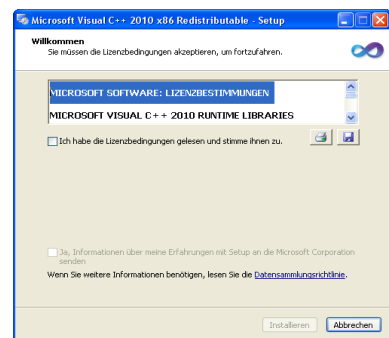 Microsoft Visual C++ 2010 x86 Redistributable - Setup
Willkommen
Sie müssen die Lizenzbedingungen akzeptieren, um fortzufahren.
MICROSOFT SOFTWARE: LIZENZBESTIMMUNGEN
MICROSOFT VISUAL C++ 2010 RUNTIME LIBRARIES
Ich habe die Lizenzbedingungen gelesen und stimme ihnen zu.
Ja, Informationen über meine Erfahrungen mit Setup an die Microsoft Corporation
senden
Wenn Sie weitere Informationen benötigen, lesen Sie die Datensammlungsrichtlinie.
Installieren Abbrechen